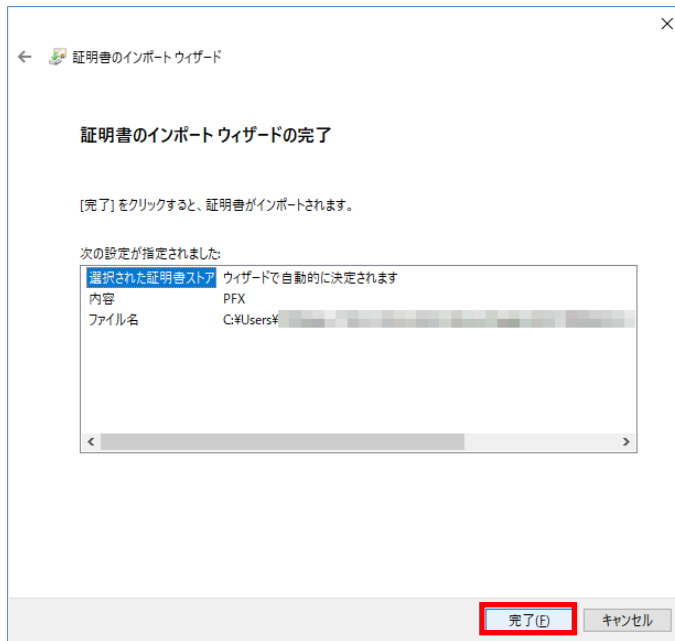 証明書のインポート ウィザード
証明書のインポート ウィザードの完了
[完了] をクリックすると、証明書がインポートされます。
次の設定が指定されました:
選択された証明書ストア ウィザードで自動的に決定されます
内容 PFX
ファイル名 C:¥Users¥
完了(F) キャンセル